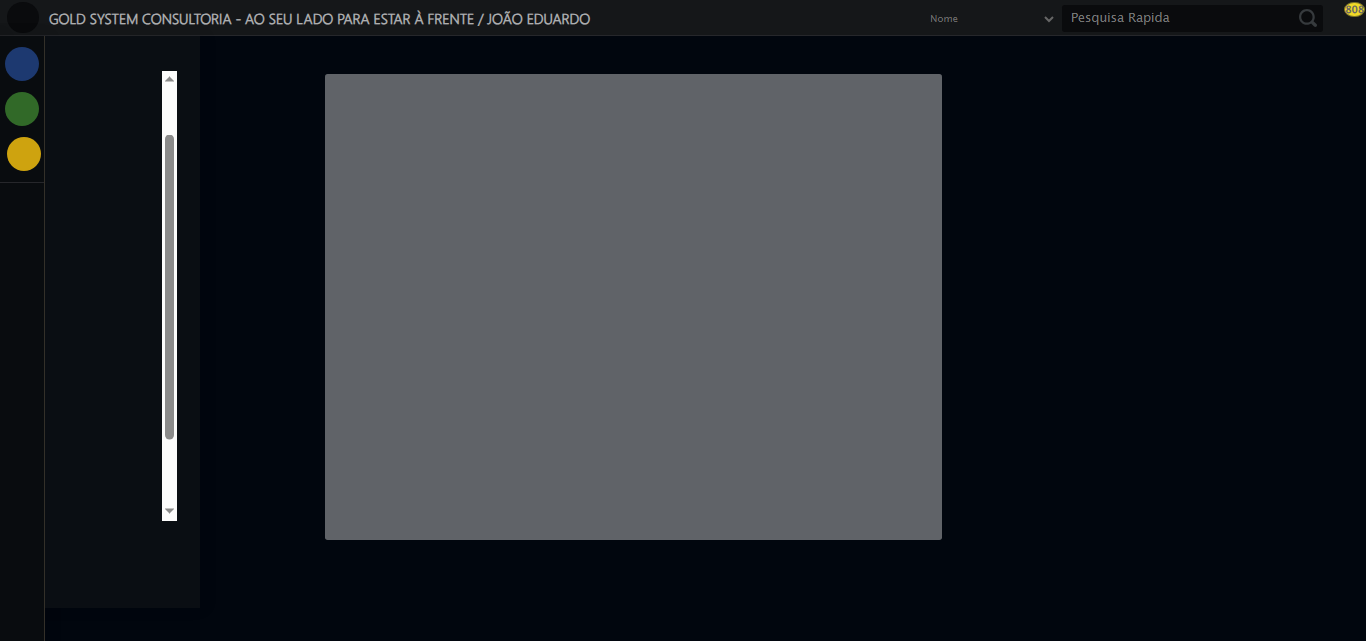 GOLD SYSTEM CONSULTORIA - AO SEU LADO PARA ESTAR À FRENTE / JOÃO EDUARDO
Nome
Pesquisa Rapida
808